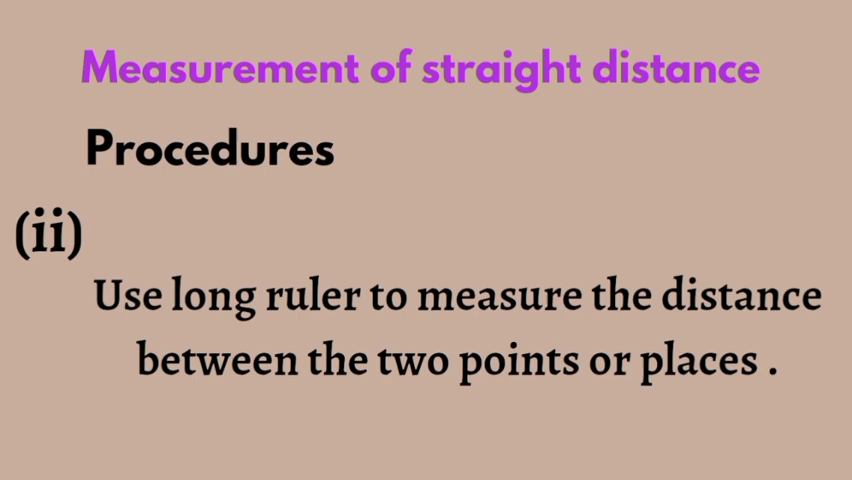 Measurement of straight distance
Procedures
(ii)
Use long ruler to measure the distance
between the two points or places .